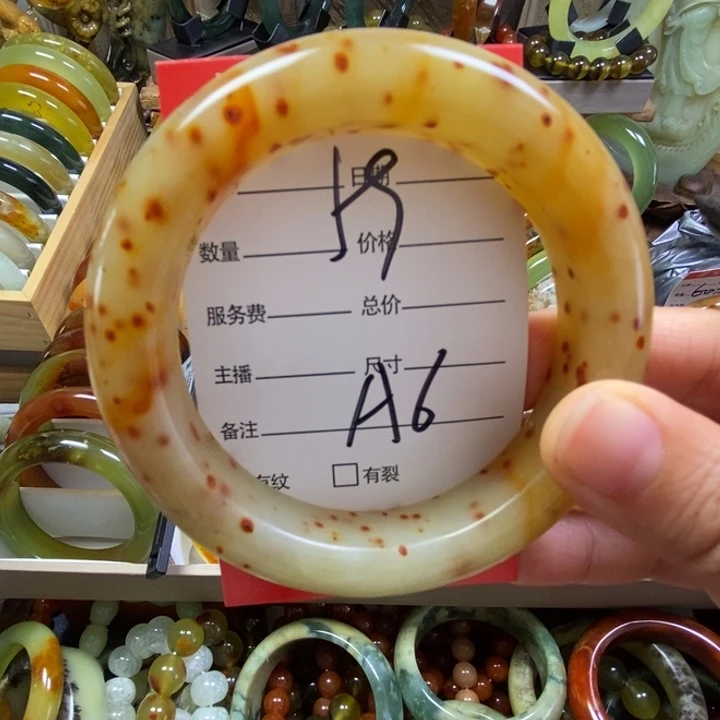 日期
59
数量 价格
服务费 总价
主播 尺寸
A6
备注
有纹 有裂